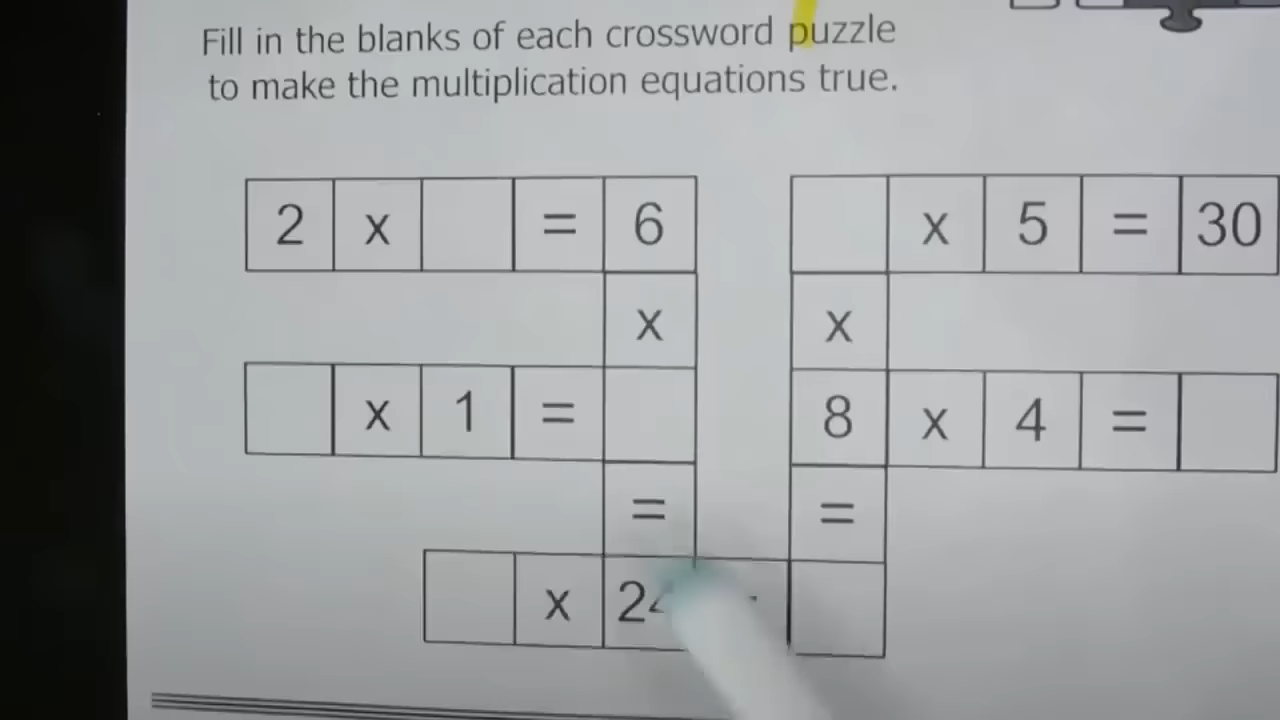 Fill in the blanks of each crossword puzzle
to make the multiplication equations true.
2 x = 6
x 5 = 30
x
x
x 1 =
8 x 4 =
=
=
x